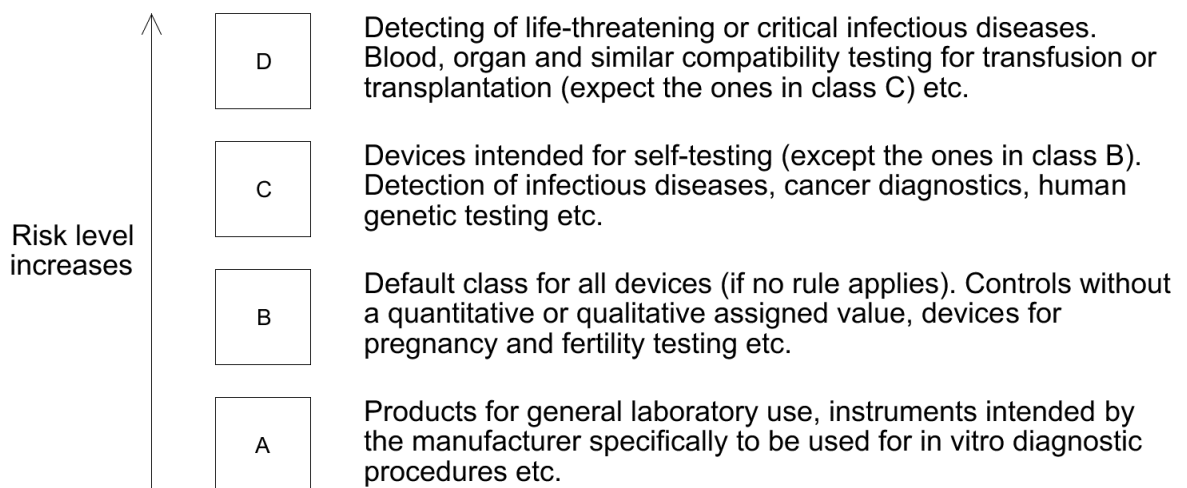 D
Detecting of life-threatening or critical infectious diseases.
Blood, organ and similar compatibility testing for transfusion or
transplantation (expect the ones in class C) etc.
C
Devices intended for self-testing (except the ones in class B).
Detection of infectious diseases, cancer diagnostics, human
genetic testing etc.
Risk level
increases
B
Default class for all devices (if no rule applies). Controls without
a quantitative or qualitative assigned value, devices for
pregnancy and fertility testing etc.
A
Products for general laboratory use, instruments intended by
the manufacturer specifically to be used for in vitro diagnostic
procedures etc.